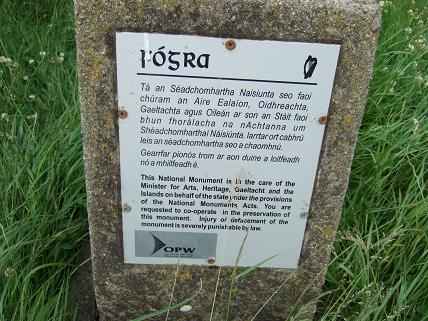 Fógra
Tá an Séadchomhartha Naisiunta seo faoi
chúram an Aire Ealaíon, Oidhreachta,
Gaeltachta agus Oileán ar son an Stáit faoi
bhun fhorálacha na nAchtanna um
Shéadchomharthaí Náisiúnta. Iarrtar ort cabhrú
leis an séadchomhartha seo a chaomhnú.
Gearrfar pionós trom ar aon duine a loitfeadh
nó a mhillfeadh é.
This National Monument is in the care of the
Minister for Arts, Heritage, Gaeltacht and the
Islands on behalf of the state under the provisions
of the National Monuments Acts. You are
requested to co-operate in the preservation of
this monument. Injury or defacement of the
monument is severely punishable by law.
OPW